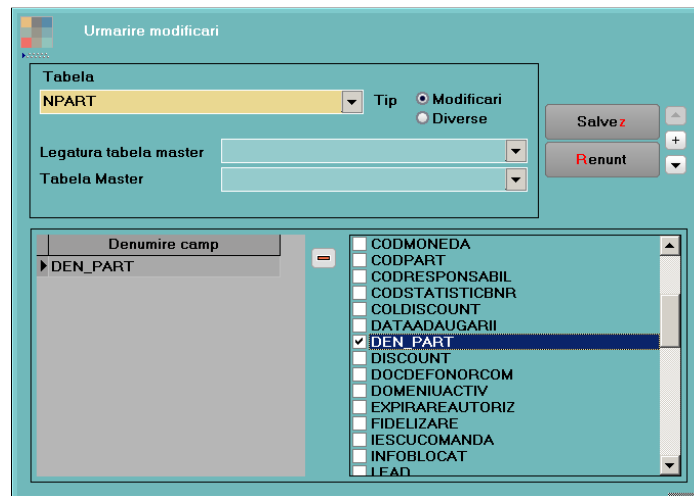 Urmarire modificari
Tabela
NPART
Tip
Modificari
Diverse
Salvez
+
Legatura tabela master
Renunt
Tabela Master
Denumire camp
DEN_PART
CODMONEDA
CODPART
CODRESPONSABIL
CODSTATISTICBNR
COLDISCOUNT
DATAADAUGARII
DEN_PART
DISCOUNT
DOCDEFONORCOM
DOMENIUACTIV
EXPIRAREAUTORIZ
FIDELIZARE
IESCUCOMANDA
INFOBLOCAT
LEAD